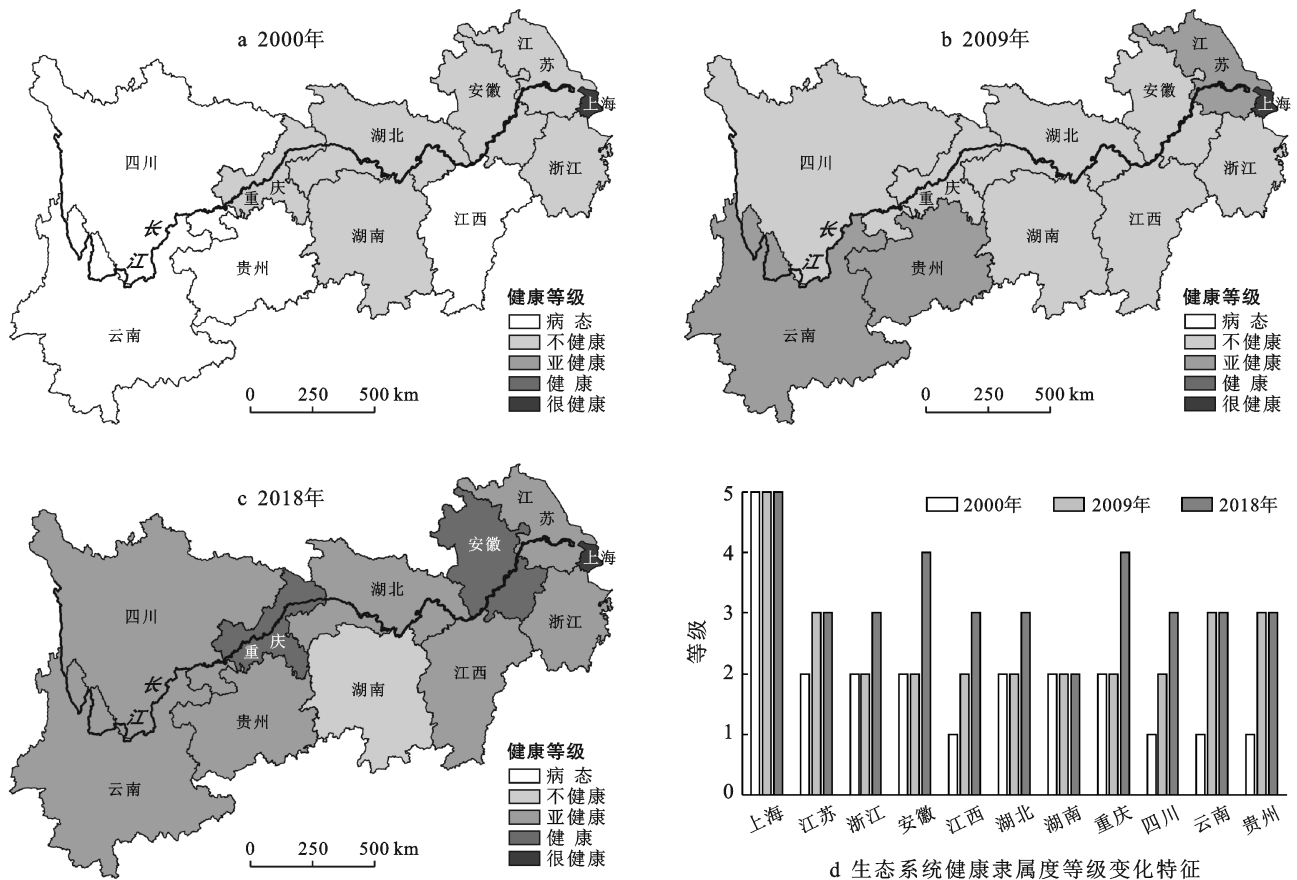 a 2000年
江
苏
安徽
上海
湖北
四川
浙江
重
庆
长
江西
湖南
江
贵州
云南
健康等级
病 态
不健康
亚健康
健 康
很健康
0 250 500 km
b 2009年
江
苏
安徽
上海
湖北
四川
浙江
重
庆
长
江西
湖南
江
贵州
云南
健康等级
病 态
不健康
亚健康
健 康
很健康
0 250 500 km
c 2018年
江
苏
安徽
上海
湖北
四川
浙江
重
庆
长
江西
湖南
江
贵州
云南
健康等级
病 态
不健康
亚健康
健 康
很健康
0 250 500 km
2000年 2009年 2018年
5
4
3
2
1
0
等级
上海 江苏 浙江 安徽 江西 湖北 湖南 重庆 四川 云南 贵州
d 生态系统健康隶属度等级变化特征